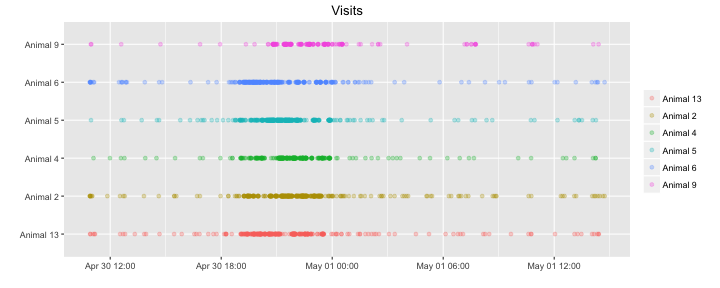 Visits
Animal 9
Animal 6
Animal 5
Animal 4
Animal 2
Animal 13
Apr 30 12:00
Apr 30 18:00
May 01 00:00
May 01 06:00
May 01 12:00
Animal 13
Animal 2
Animal 4
Animal 5
Animal 6
Animal 9